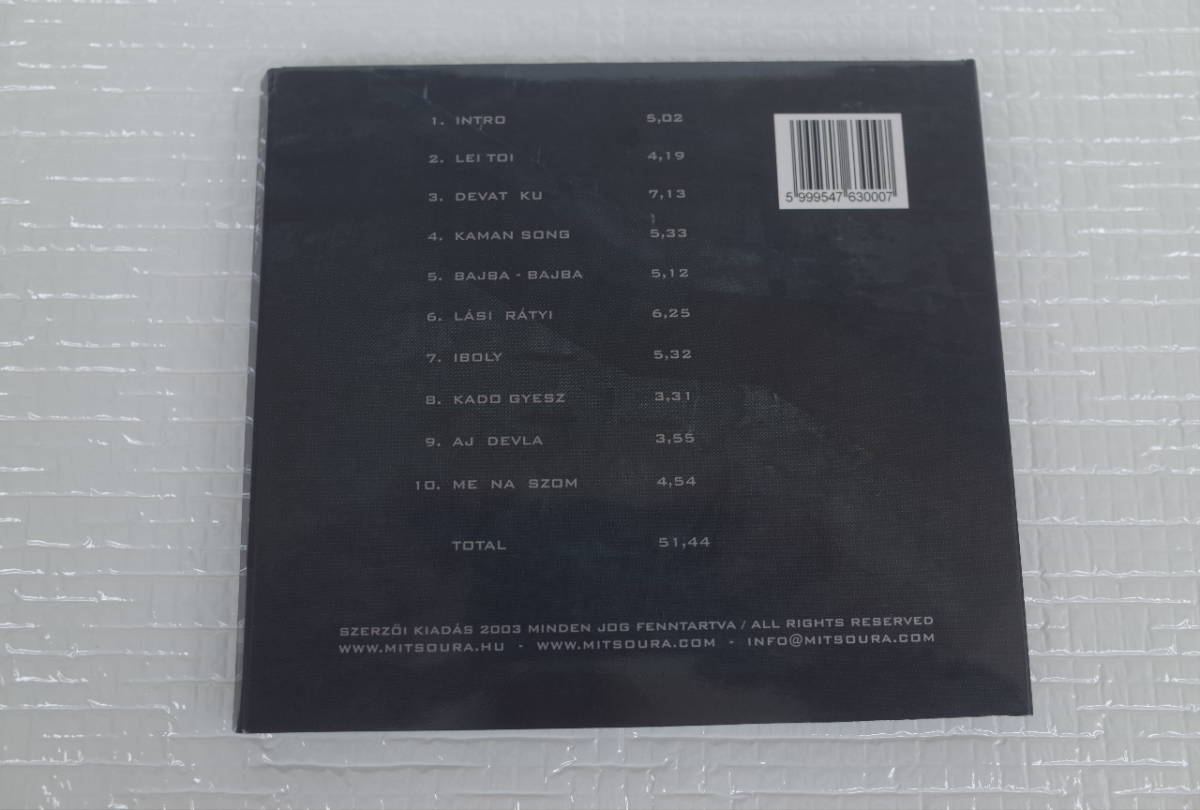 1. INTRO 5,02
2. LEI TOI 4,19
3. DEVAT KU 7,13
4. KAMAN SONG 5,33
5. BAJBA - BAJBA 5,12
6. LÁSI RÁTYI 6,25
7. IBOLY 5,32
8. KADO GYESZ 3,31
9. AJ DEVLA 3,55
10. ME NA SZOM 4,54
TOTAL 51,44
5 999547 630007
SZERZŐI KIADÁS 2003 MINDEN JOG FENNTARTVA / ALL RIGHTS RESERVED
WWW.MITSOURA.HU - WWW.MITSOURA.COM - INFO@MITSOURA.COM